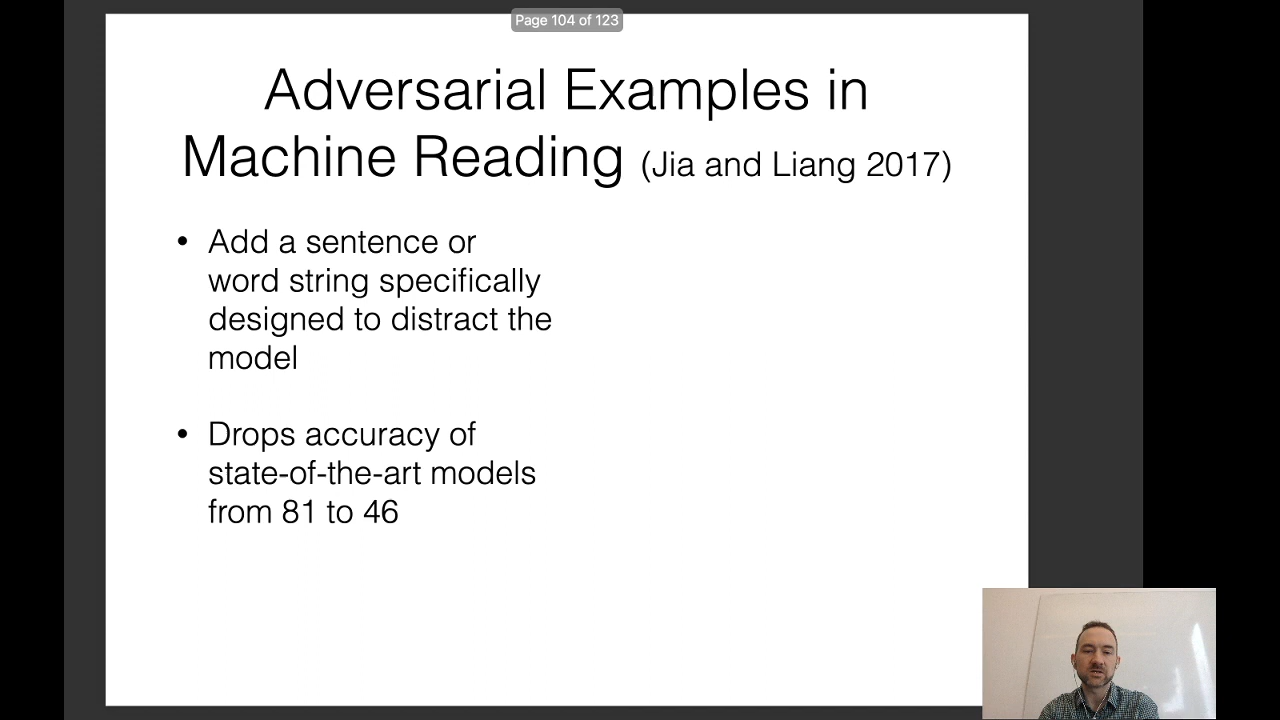 Page 104 of 123
Adversarial Examples in
Machine Reading (Jia and Liang 2017)
• Add a sentence or
word string specifically
designed to distract the
model
• Drops accuracy of
state-of-the-art models
from 81 to 46